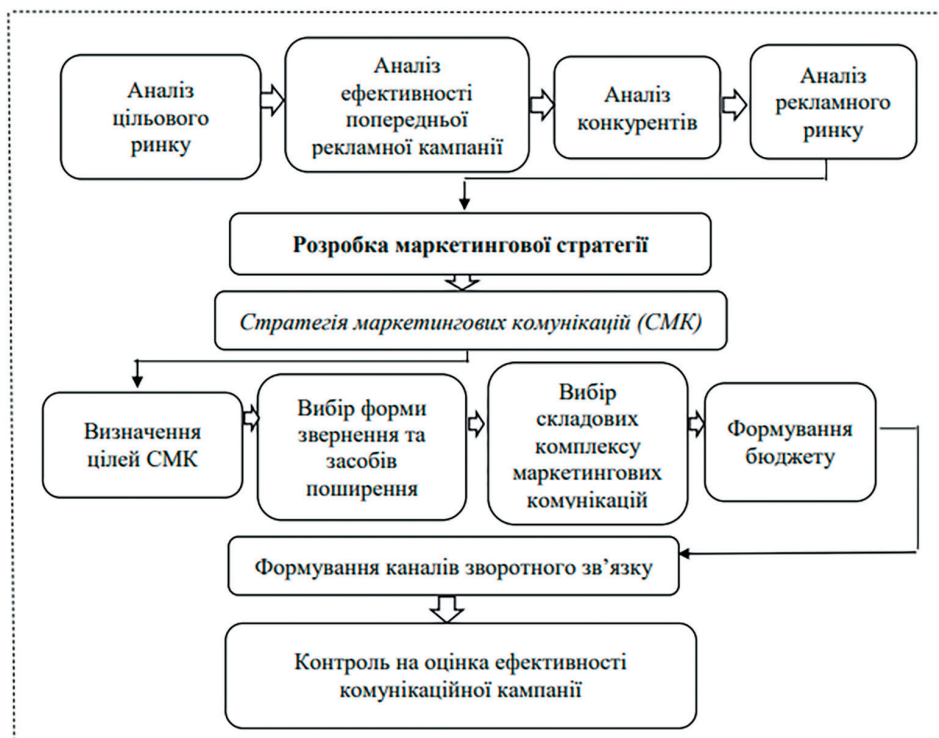 Аналіз
цільового
ринку
Аналіз
ефективності
попередньої
рекламної кампанії
Аналіз
конкурентів
Аналіз
рекламного
ринку
Розробка маркетингової стратегії
Стратегія маркетингових комунікацій (СМК)
Визначення
цілей СМК
Вибір форми
звернення та
засобів
поширення
Вибір
складових
комплексу
маркетингових
комунікацій
Формування
бюджету
Формування каналів зворотного зв’язку
Контроль на оцінка ефективності
комунікаційної кампанії